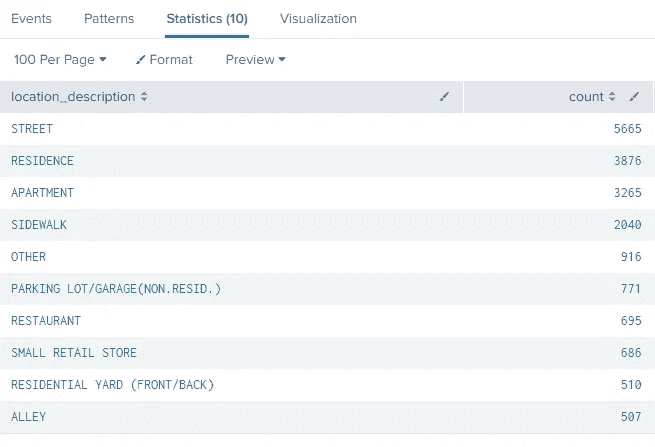 Events Patterns Statistics (10) Visualization
100 Per Page Format Preview
location_description count
STREET 5665
RESIDENCE 3876
APARTMENT 3265
SIDEWALK 2040
OTHER 916
PARKING LOT/GARAGE(NON.RESID.) 771
RESTAURANT 695
SMALL RETAIL STORE 686
RESIDENTIAL YARD (FRONT/BACK) 510
ALLEY 507